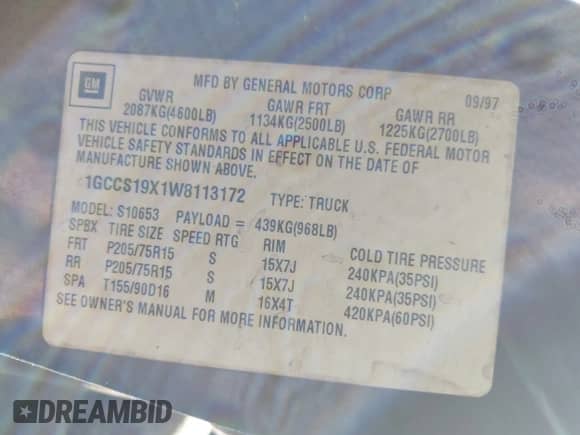 GM
MFD BY GENERAL MOTORS CORP 09/97
GVWR GAWR FRT GAWR RR
2087KG(4600LB) 1134KG(2500LB) 1225KG(2700LB)
THIS VEHICLE CONFORMS TO ALL APPLICABLE U.S. FEDERAL MOTOR
VEHICLE SAFETY STANDARDS IN EFFECT ON THE DATE OF
MANUFACTURE SHOWN ABOVE.
1GCCS19X1W8113172 TYPE: TRUCK
MODEL: S10653 PAYLOAD = 439KG(968LB)
SPBX TIRE SIZE SPEED RTG RIM COLD TIRE PRESSURE
FRT P205/75R15 S 15X7J 240KPA(35PSI)
RR P205/75R15 S 15X7J 240KPA(35PSI)
SPA T155/90D16 M 16X4T 420KPA(60PSI)
SEE OWNER'S MANUAL FOR MORE INFORMATION.
DREAMBID